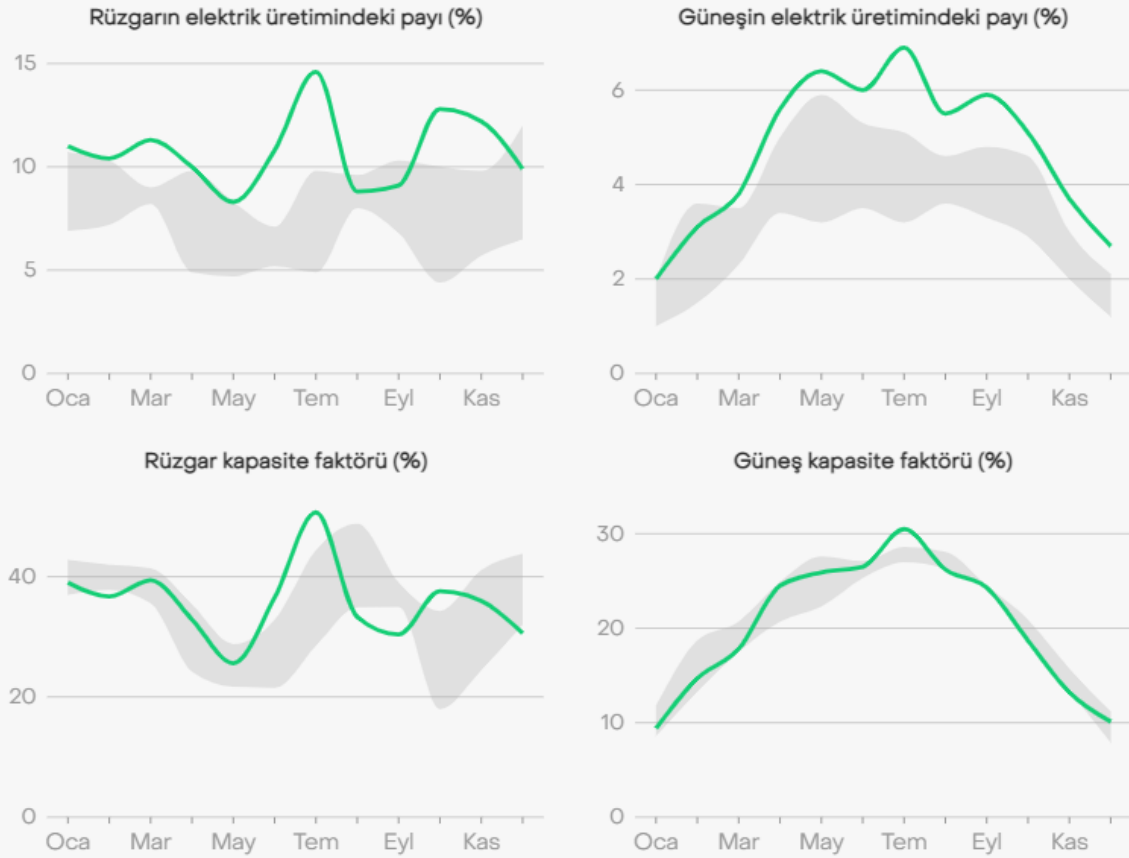 Rüzgarın elektrik üretimindeki payı (%)
15
10
5
0
Oca Mar May Tem Eyl Kas
Güneşin elektrik üretimindeki payı (%)
6
4
2
0
Oca Mar May Tem Eyl Kas
Rüzgar kapasite faktörü (%)
40
20
0
Oca Mar May Tem Eyl Kas
Güneş kapasite faktörü (%)
30
20
10
0
Oca Mar May Tem Eyl Kas